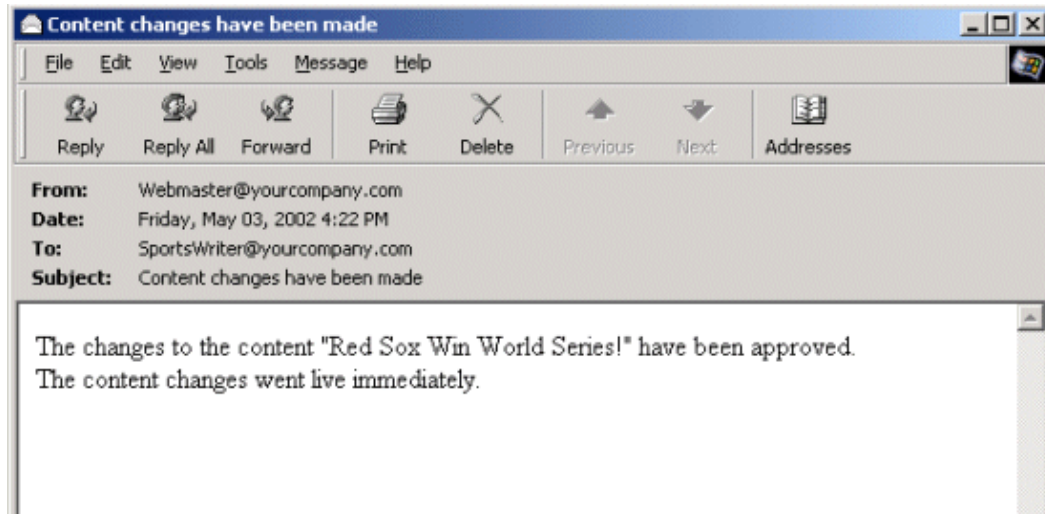 Content changes have been made
File Edit View Tools Message Help
Reply Reply All Forward Print Delete Previous Next Addresses
From: Webmaster@yourcompany.com
Date: Friday, May 03, 2002 4:22 PM
To: SportsWriter@yourcompany.com
Subject: Content changes have been made
The changes to the content "Red Sox Win World Series!" have been approved.
The content changes went live immediately.